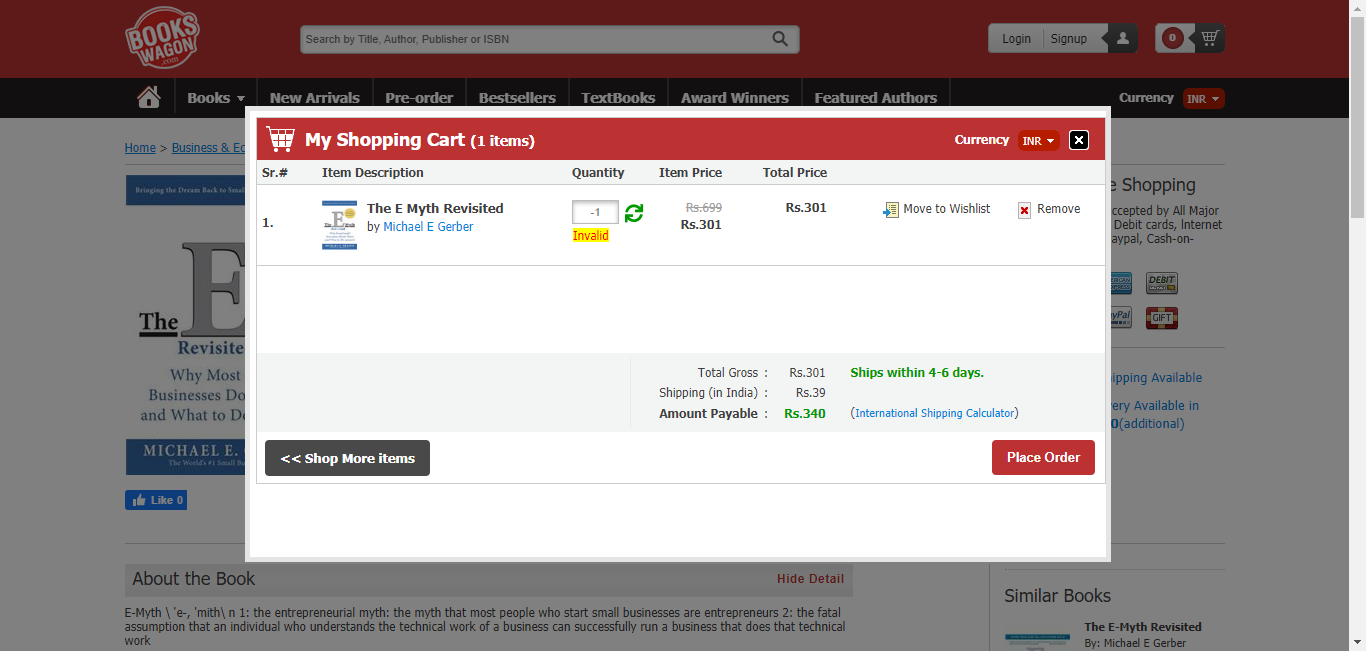 BOOKS
WAGON
.com
Search by Title, Author, Publisher or ISBN
Login Signup
0
Books New Arrivals Pre-order Bestsellers TextBooks Award Winners Featured Authors
Currency INR
My Shopping Cart (1 items)
Currency INR
Home > Business &
Sr.# Item Description Quantity Item Price Total Price
1.
The E Myth Revisited
by Michael E Gerber
-1
Invalid
Rs.699
Rs.301
Rs.301
Move to Wishlist
Remove
Total Gross : Rs.301
Shipping (in India) : Rs.39
Amount Payable : Rs.340
Ships within 4-6 days.
(International Shipping Calculator)
<< Shop More items
Place Order
Bringing the Dream Back to
The E
Revisite
Why Most
Businesses Do
and What to
MICHAEL E.
The World's #1 Small
Like 0
e Shopping
ccepted by All Major
Debit cards, Internet
aypal, Cash-on-
DEBIT
GIFT
ipping Available
ery Available in
0(additional)
About the Book
Hide Detail
E-Myth \ 'e-, 'mith\ n 1: the entrepreneurial myth: the myth that most people who start small businesses are entrepreneurs 2: the fatal
assumption that an individual who understands the technical work of a business can successfully run a business that does that technical
work
Similar Books
The E-Myth Revisited
By: Michael E Gerber